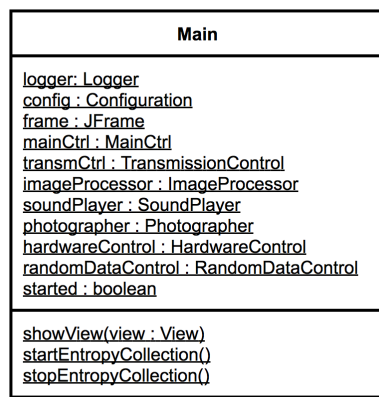 Main
logger: Logger
config : Configuration
frame : JFrame
mainCtrl : MainCtrl
transmCtrl : TransmissionControl
imageProcessor : ImageProcessor
soundPlayer : SoundPlayer
photographer : Photographer
hardwareControl : HardwareControl
randomDataControl : RandomDataControl
started : boolean
showView(view : View)
startEntropyCollection()
stopEntropyCollection()